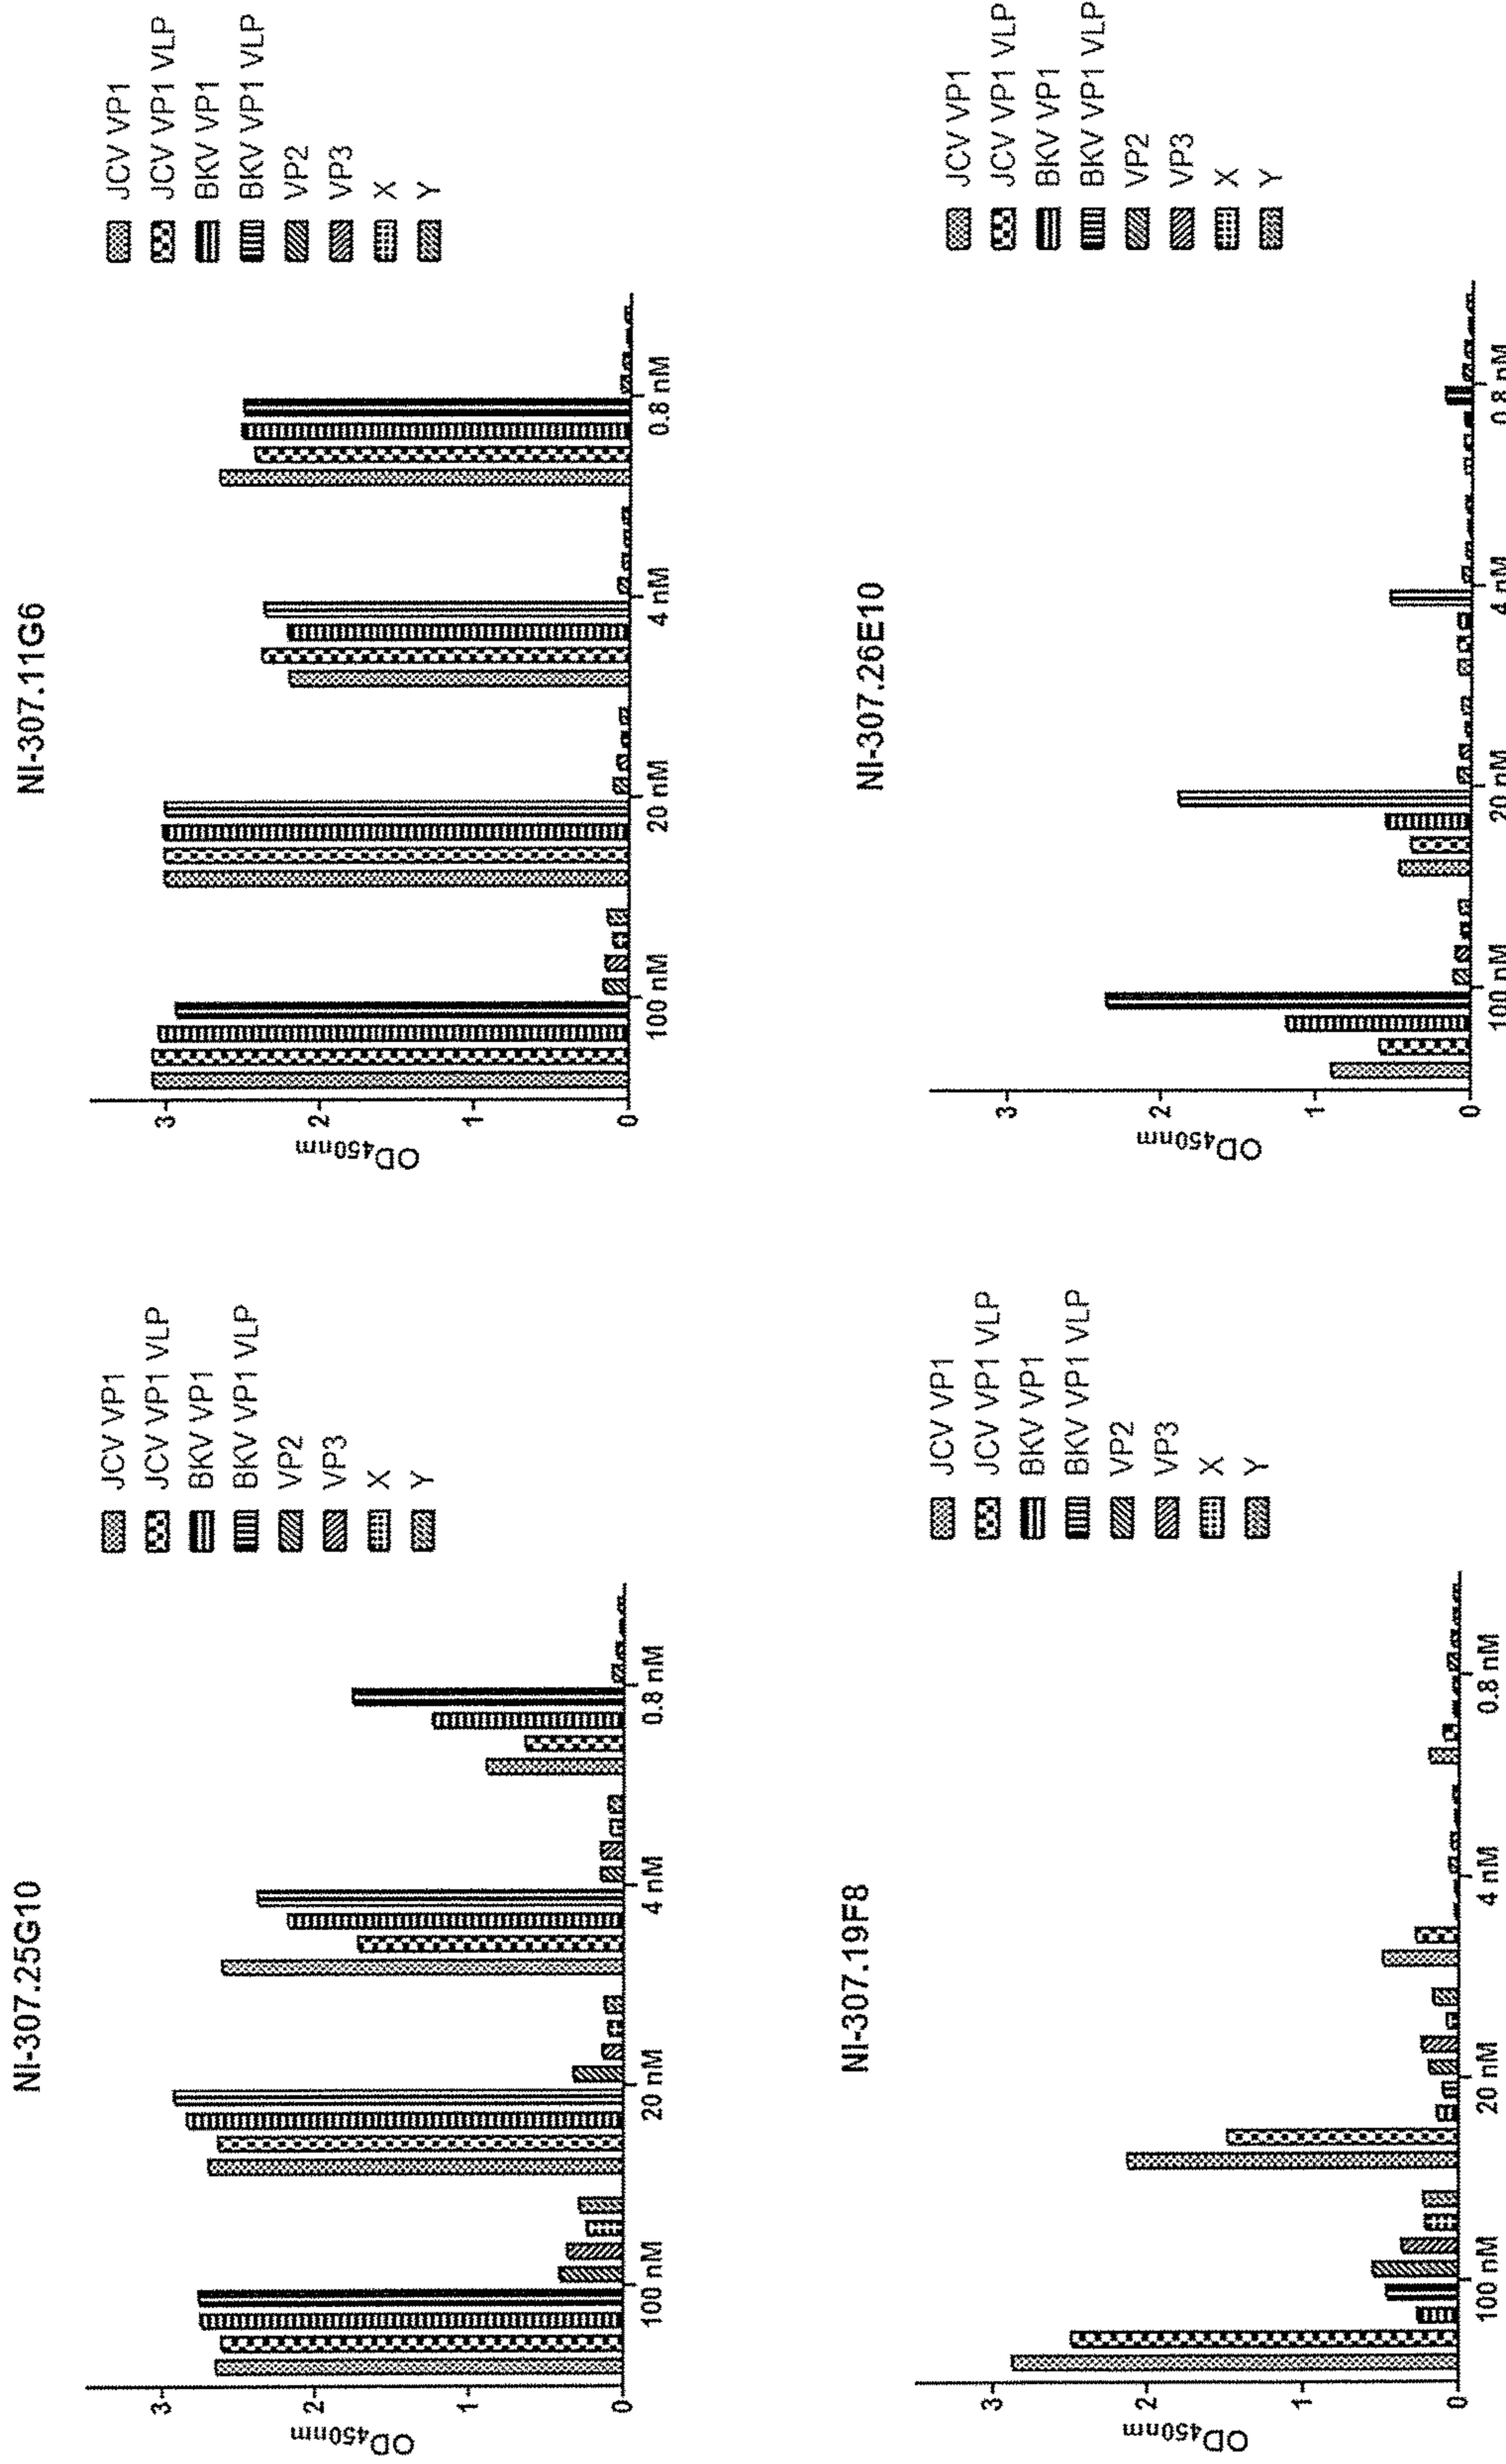 NI-307.25G10
OD450nm
3
2
1
0
100 nM
20 nM
4 nM
0.8 nM
JCV VP1
JCV VP1 VLP
BKV VP1
BKV VP1 VLP
VP2
VP3
X
Y
NI-307.11G6
OD450nm
3
2
1
0
100 nM
20 nM
4 nM
0.8 nM
JCV VP1
JCV VP1 VLP
BKV VP1
BKV VP1 VLP
VP2
VP3
X
Y
NI-307.19F8
OD450nm
3
2
1
0
100 nM
20 nM
4 nM
0.8 nM
JCV VP1
JCV VP1 VLP
BKV VP1
BKV VP1 VLP
VP2
VP3
X
Y
NI-307.26E10
OD450nm
3
2
1
0
100 nM
20 nM
4 nM
0.8 nM
JCV VP1
JCV VP1 VLP
BKV VP1
BKV VP1 VLP
VP2
VP3
X
Y